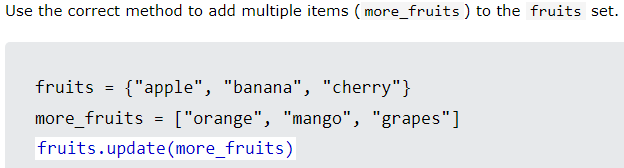 Use the correct method to add multiple items ( more_fruits ) to the fruits set.
fruits = {"apple", "banana", "cherry"}
more_fruits = ["orange", "mango", "grapes"]
fruits.update(more_fruits)